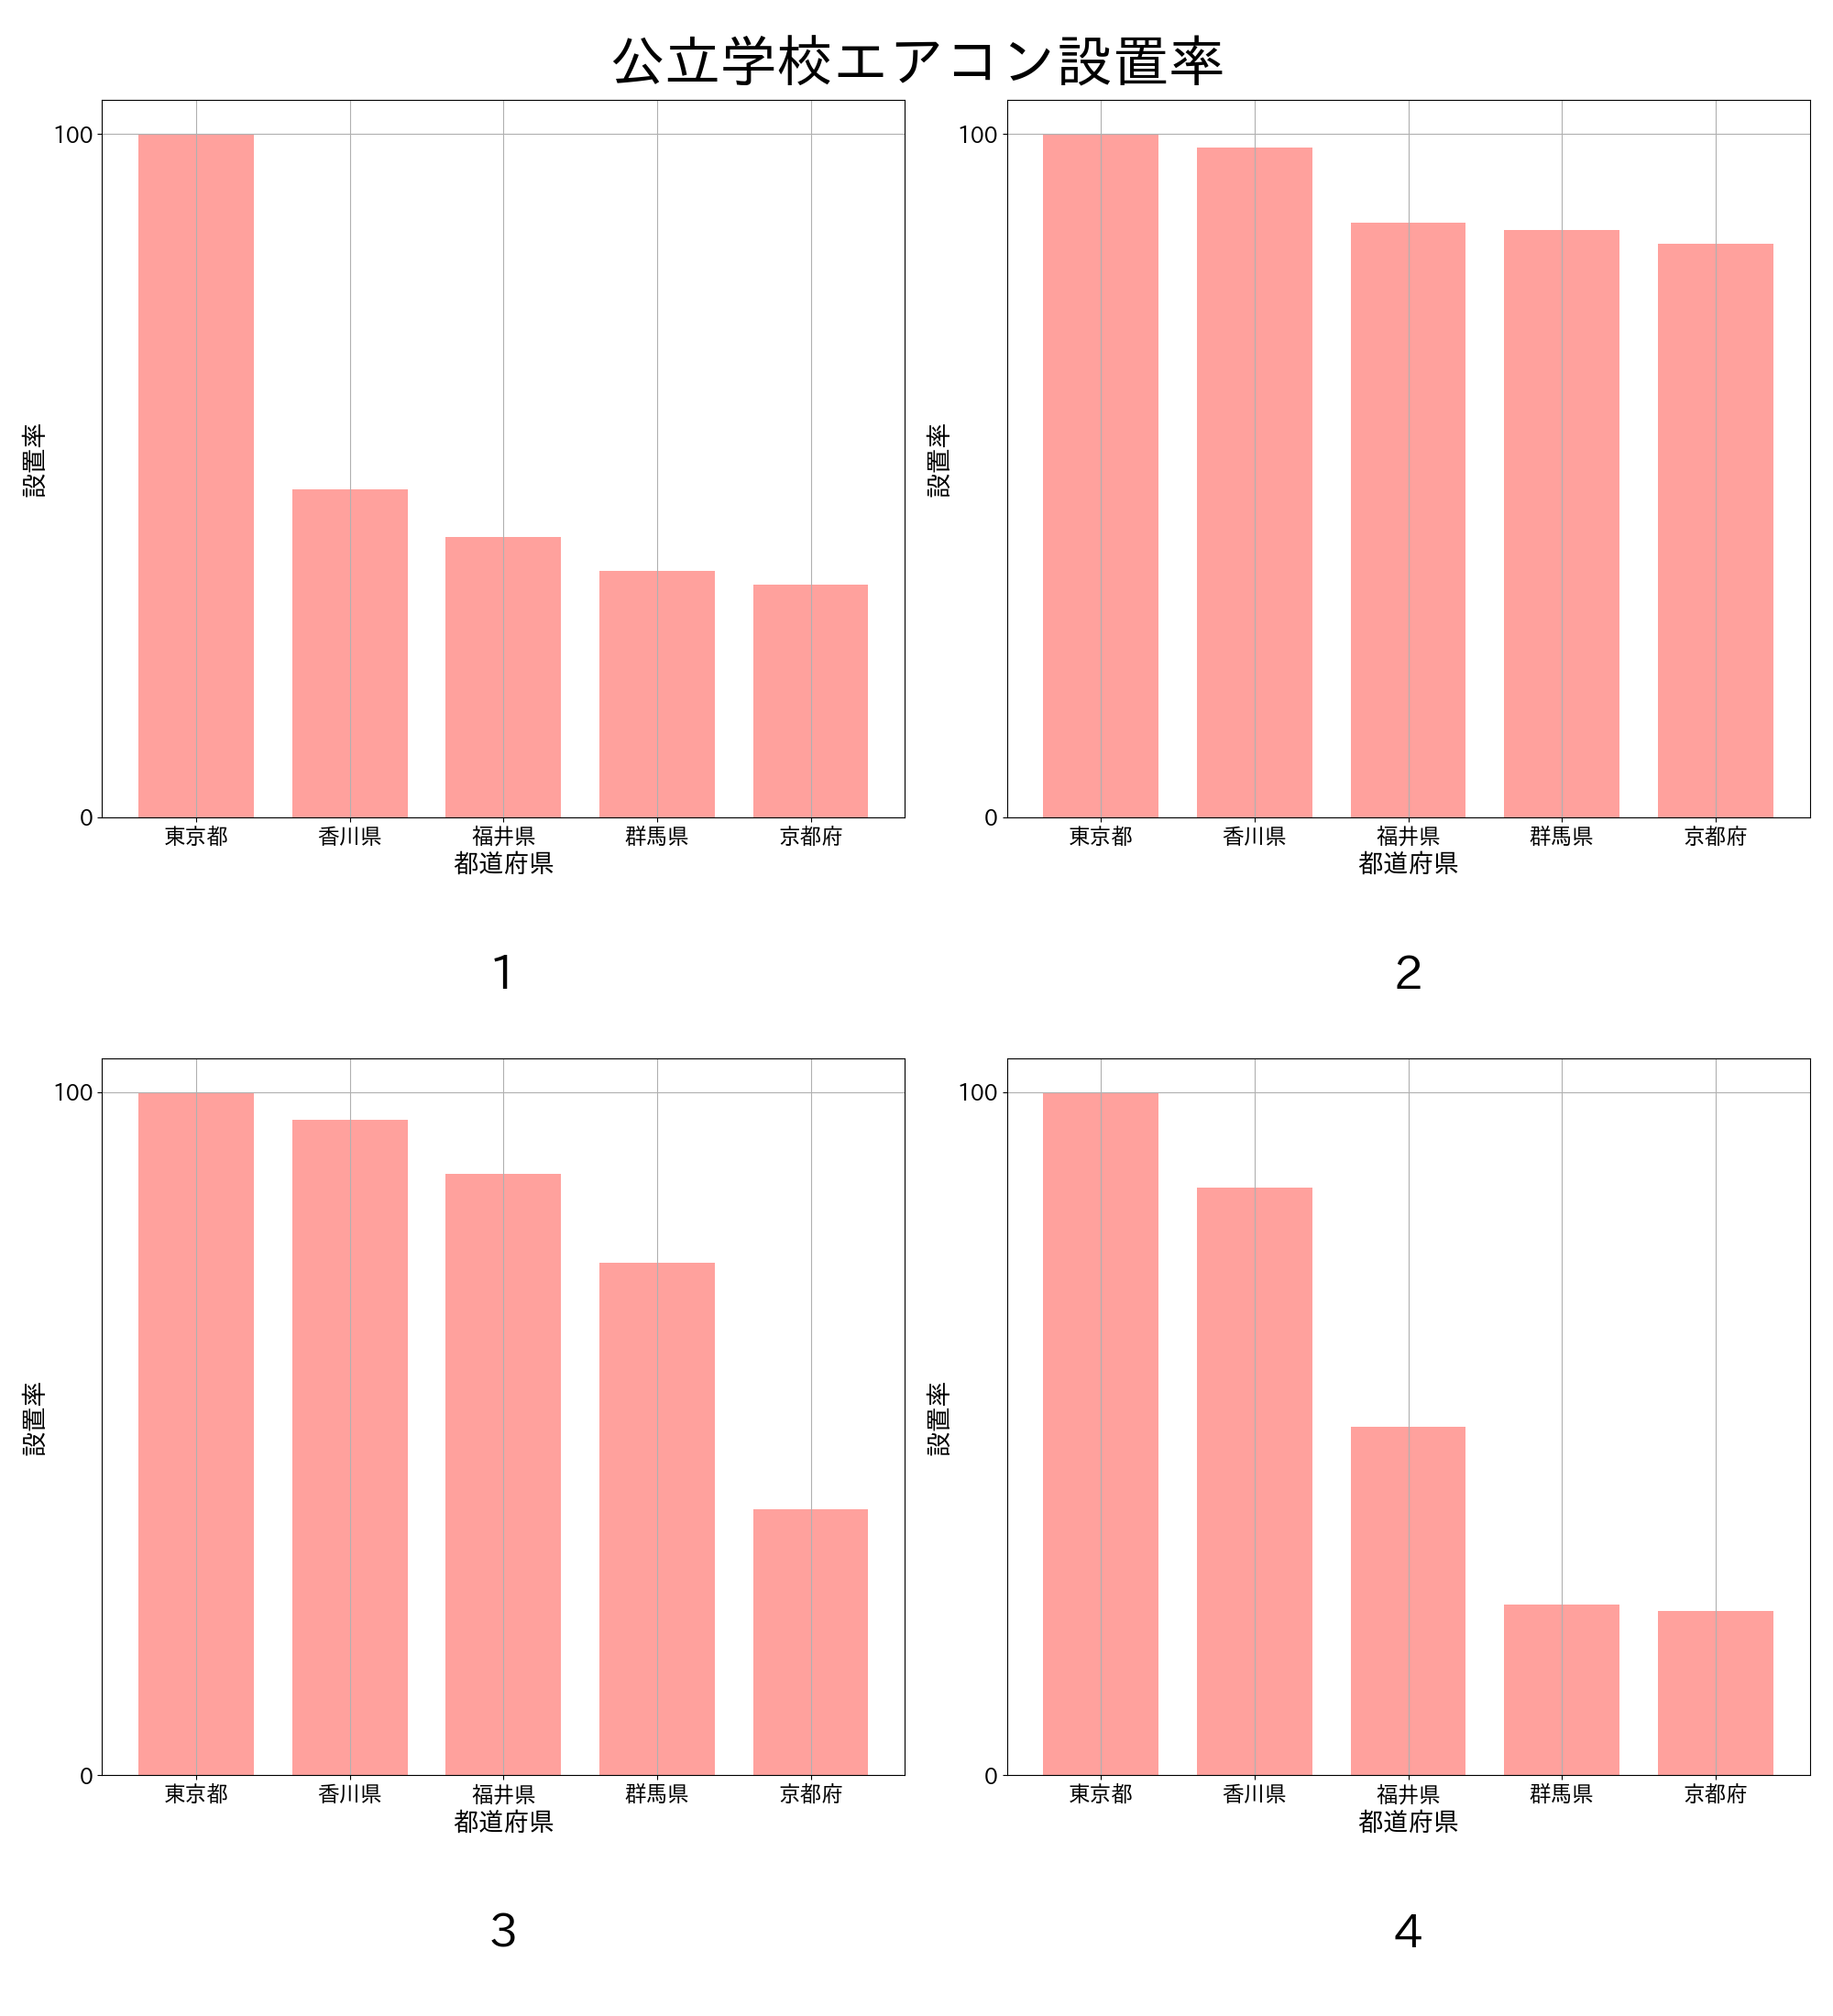 公立学校エアコン設置率
100
設置率
0
東京都 香川県 福井県 群馬県 京都府
都道府県
1
100
設置率
0
東京都 香川県 福井県 群馬県 京都府
都道府県
2
100
設置率
0
東京都 香川県 福井県 群馬県 京都府
都道府県
3
100
設置率
0
東京都 香川県 福井県 群馬県 京都府
都道府県
4